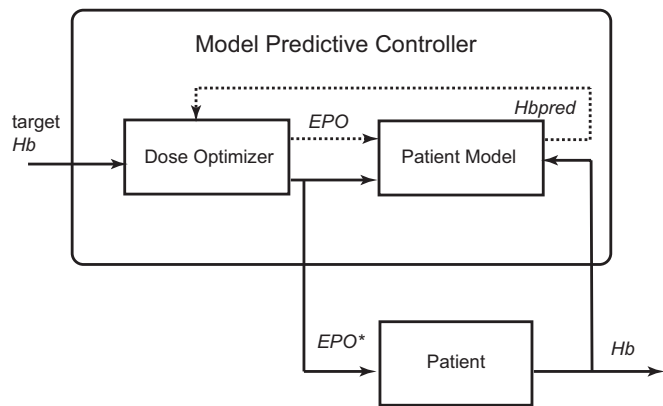 Model Predictive Controller
target
Hb
EPO
Hbpred
Dose Optimizer
Patient Model
EPO*
Patient
Hb